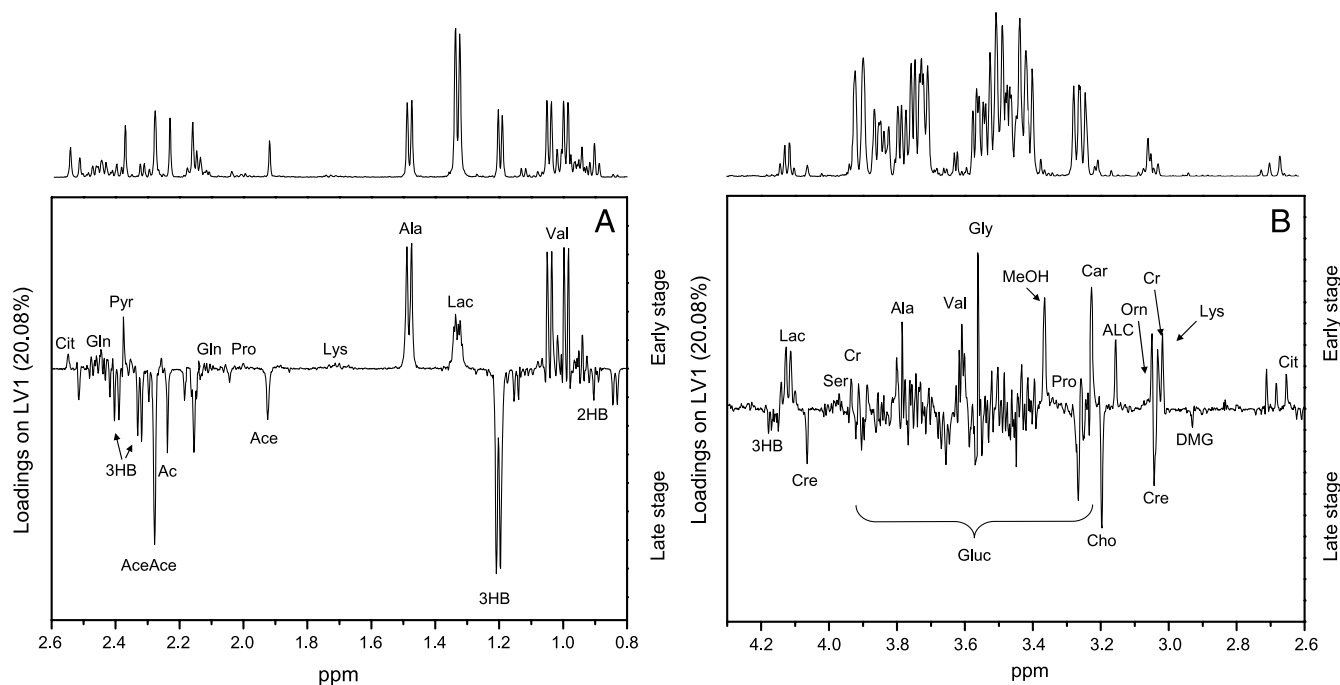 A
Loadings on LV1 (20.08%)
Early stage
Late stage
Cit
Gln
Pyr
3HB
Ac
AceAce
Gln
Pro
Ace
Lys
Ala
Lac
3HB
Val
2HB
2.6 2.4 2.2 2.0 1.8 1.6 1.4 1.2 1.0 0.8
ppm
B
Loadings on LV1 (20.08%)
Early stage
Late stage
Lac
3HB
Cre
Ser
Cr
Ala
Val
Gly
MeOH
Pro
Car
ALC
Orn
Cr
Lys
Cit
DMG
Cre
Cho
Gluc
4.2 4.0 3.8 3.6 3.4 3.2 3.0 2.8 2.6
ppm